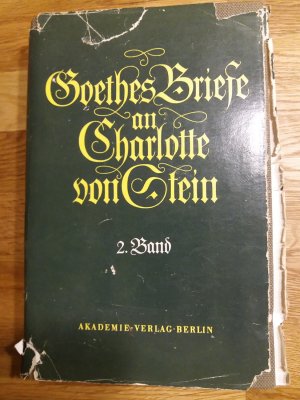 Goethes Briefe
an
Charlotte
von Stein
2. Band
AKADEMIE-VERLAG·BERLIN